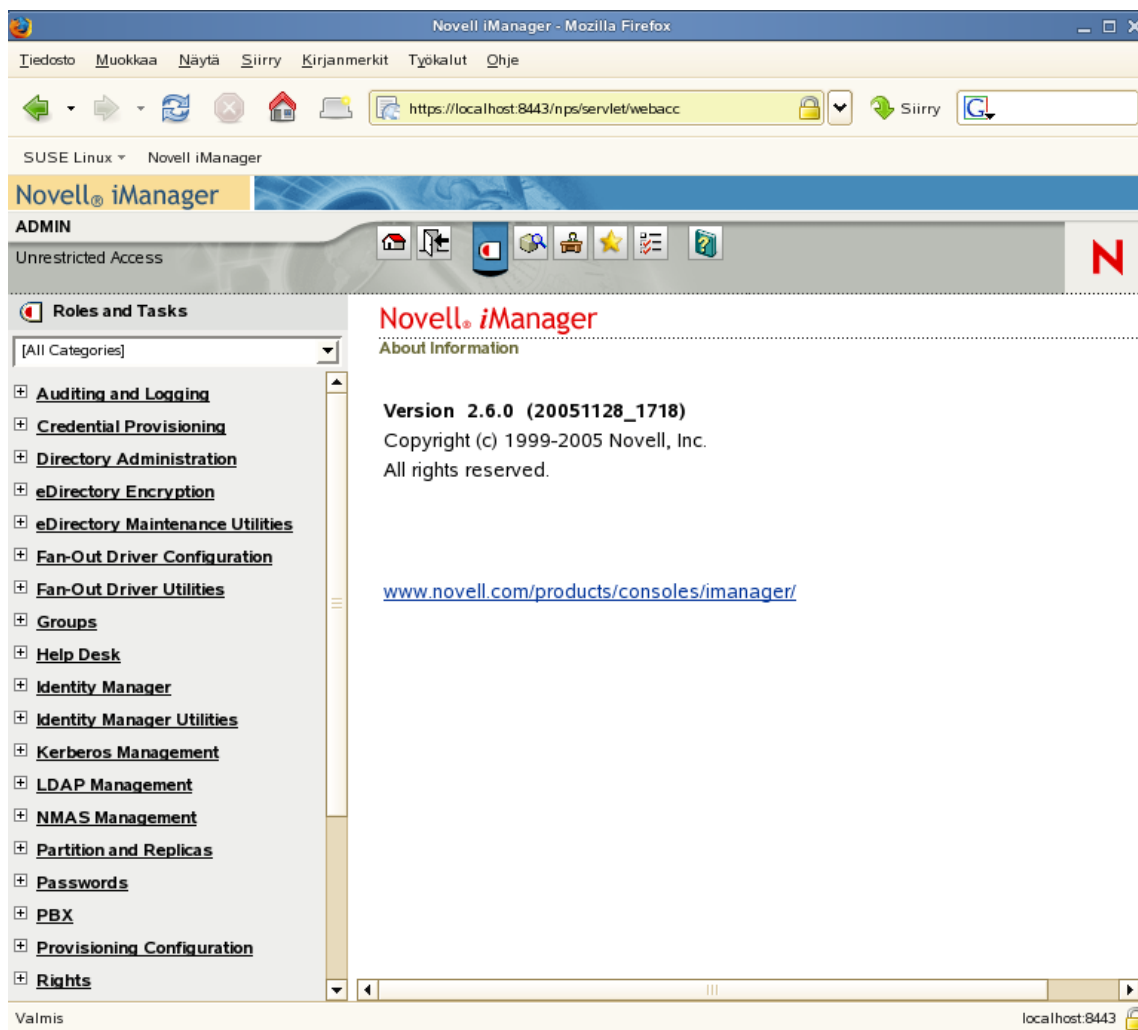 Novell iManager - Mozilla Firefox
Tiedosto Muokkaa Näytä Siirry Kirjanmerkit Työkalut Ohje
https://localhost:8443/nps/servlet/webacc Siirry G
SUSE Linux Novell iManager
Novell® iManager
ADMIN
Unrestricted Access
N
Roles and Tasks
[All Categories]
Auditing and Logging
Credential Provisioning
Directory Administration
eDirectory Encryption
eDirectory Maintenance Utilities
Fan-Out Driver Configuration
Fan-Out Driver Utilities
Groups
Help Desk
Identity Manager
Identity Manager Utilities
Kerberos Management
LDAP Management
NMAS Management
Partition and Replicas
Passwords
PBX
Provisioning Configuration
Rights
Novell® iManager
About Information
Version 2.6.0 (20051128_1718)
Copyright (c) 1999-2005 Novell, Inc.
All rights reserved.
www.novell.com/products/consoles/imanager/
Valmis localhost:8443